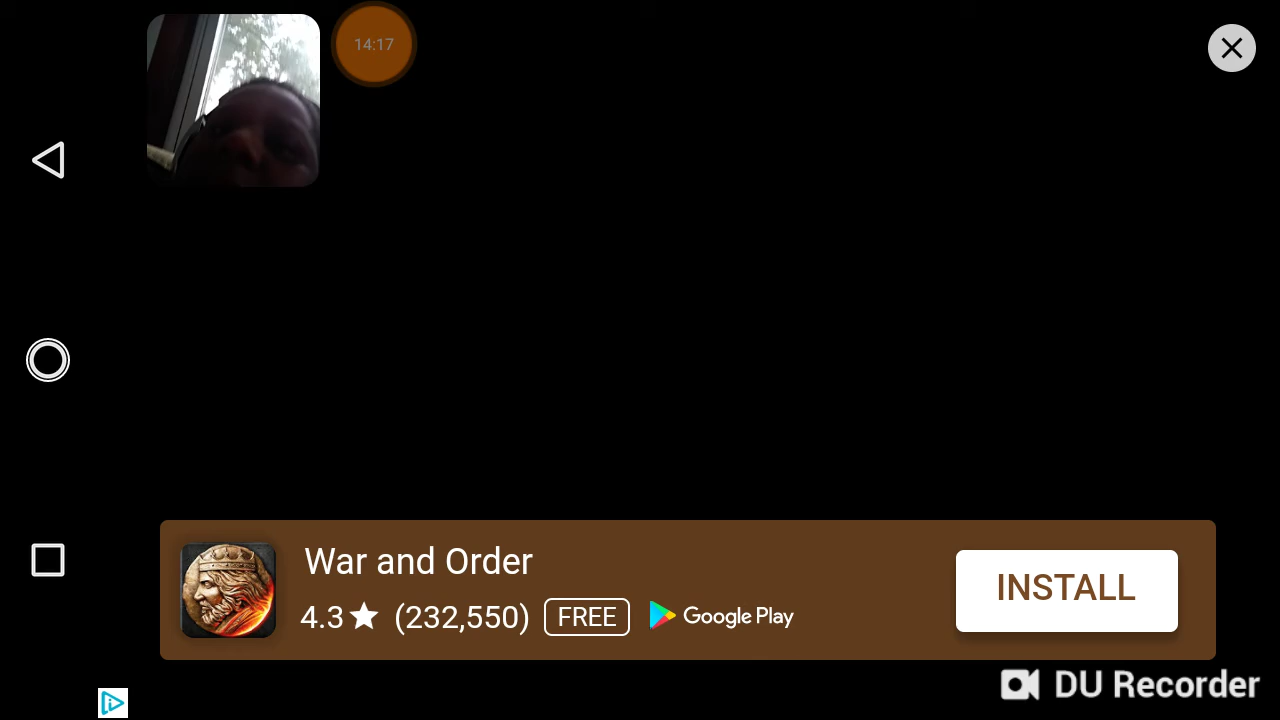 14:17
War and Order
4.3★ (232,550) FREE Google Play
INSTALL
DU Recorder